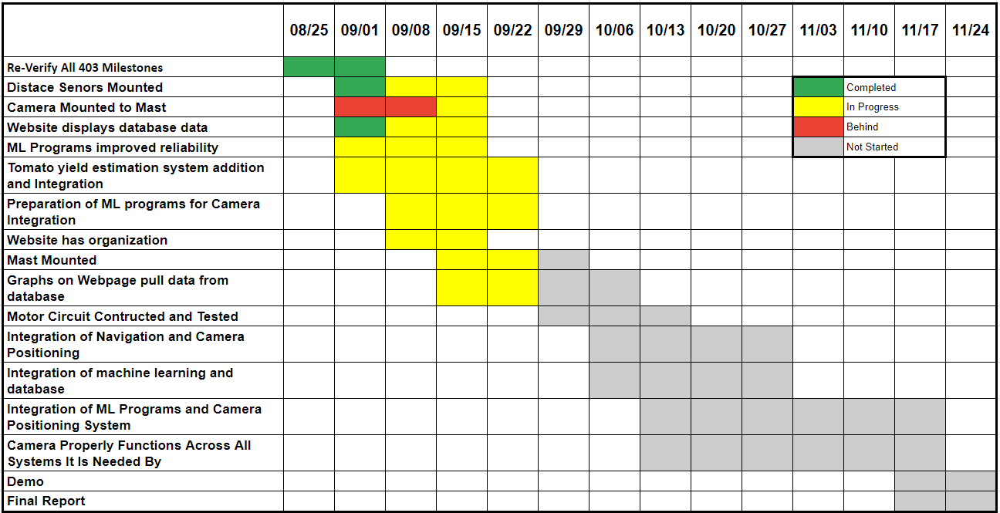 08/25 09/01 09/08 09/15 09/22 09/29 10/06 10/13 10/20 10/27 11/03 11/10 11/17 11/24
Re-Verify All 403 Milestones
Distace Senors Mounted
Completed
Camera Mounted to Mast
In Progress
Website displays database data
Behind
ML Programs improved reliability
Not Started
Tomato yield estimation system addition
and Integration
Preparation of ML programs for Camera
Integration
Website has organization
Mast Mounted
Graphs on Webpage pull data from
database
Motor Circuit Contructed and Tested
Integration of Navigation and Camera
Positioning
Integration of machine learning and
database
Integration of ML Programs and Camera
Positioning System
Camera Properly Functions Across All
Systems It Is Needed By
Demo
Final Report